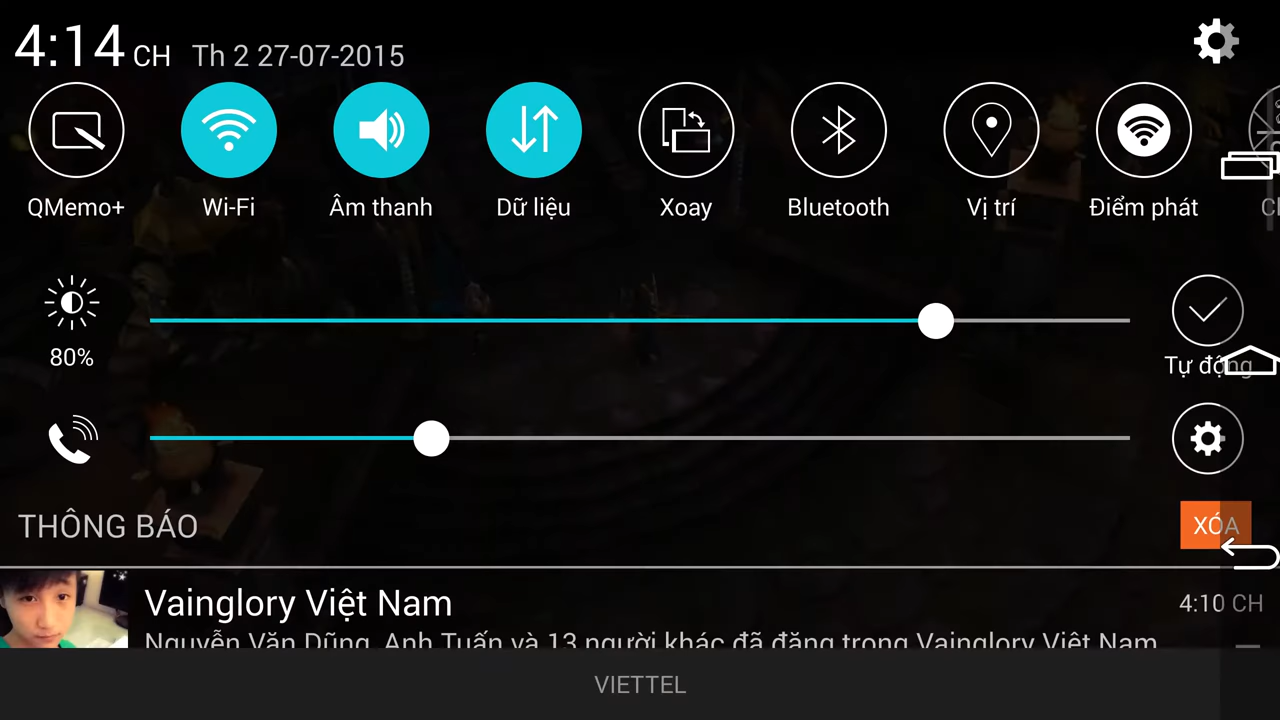 4:14 CH Th 2 27-07-2015
QMemo+ Wi-Fi Âm thanh Dữ liệu Xoay Bluetooth Vị trí Điểm phát
80%
Tự động
THÔNG BÁO XÓA
Vainglory Việt Nam 4:10 CH
Nguyễn Văn Dũng, Anh Tuấn và 13 người khác đã đăng trong Vainglory Việt Nam
VIETTEL